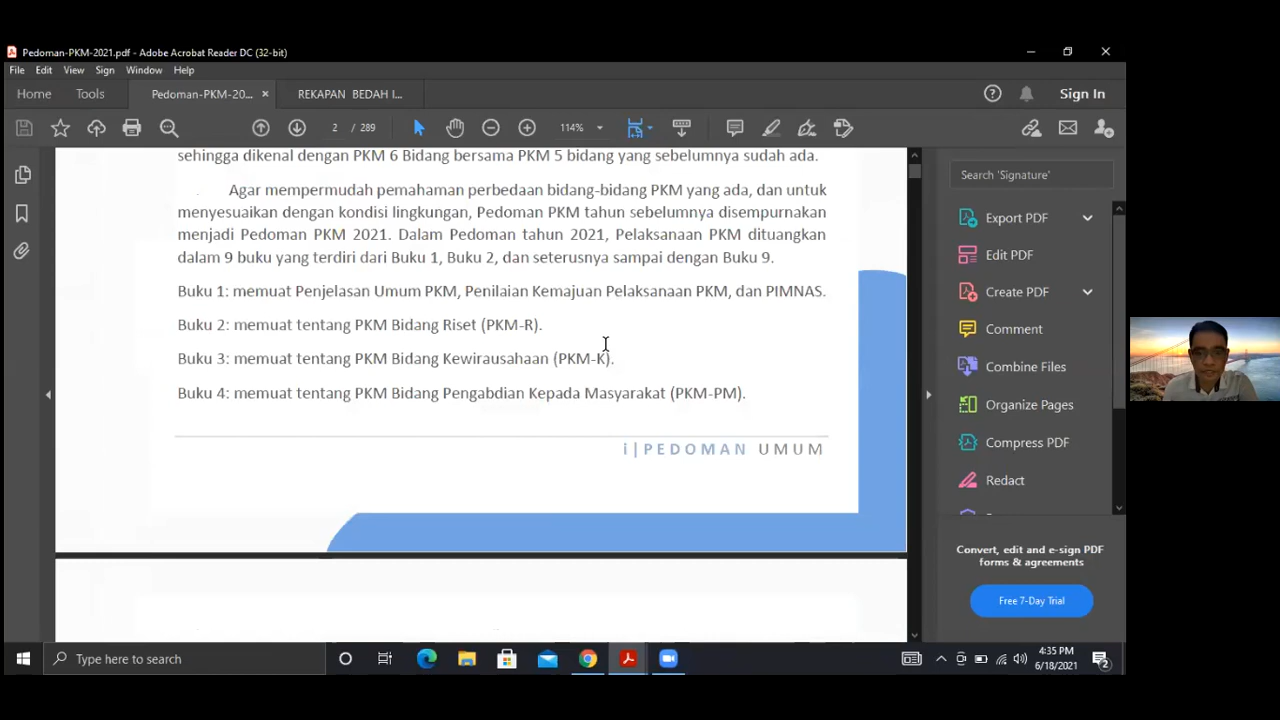 Pedoman-PKM-2021.pdf - Adobe Acrobat Reader DC (32-bit)
File Edit View Sign Window Help
Home Tools Pedoman-PKM-20... × REKAPAN BEDAH I... Sign In
2 / 289 114%
sehingga dikenal dengan PKM 6 Bidang bersama PKM 5 bidang yang sebelumnya sudah ada.
Agar mempermudah pemahaman perbedaan bidang-bidang PKM yang ada, dan untuk
menyesuaikan dengan kondisi lingkungan, Pedoman PKM tahun sebelumnya disempurnakan
menjadi Pedoman PKM 2021. Dalam Pedoman tahun 2021, Pelaksanaan PKM dituangkan
dalam 9 buku yang terdiri dari Buku 1, Buku 2, dan seterusnya sampai dengan Buku 9.
Buku 1: memuat Penjelasan Umum PKM, Penilaian Kemajuan Pelaksanaan PKM, dan PIMNAS.
Buku 2: memuat tentang PKM Bidang Riset (PKM-R).
Buku 3: memuat tentang PKM Bidang Kewirausahaan (PKM-K).
Buku 4: memuat tentang PKM Bidang Pengabdian Kepada Masyarakat (PKM-PM).
i | PEDOMAN UMUM
Search 'Signature'
Export PDF
Edit PDF
Create PDF
Comment
Combine Files
Organize Pages
Compress PDF
Redact
Convert, edit and e-sign PDF
forms & agreements
Free 7-Day Trial
Type here to search
4:35 PM
6/18/2021
2